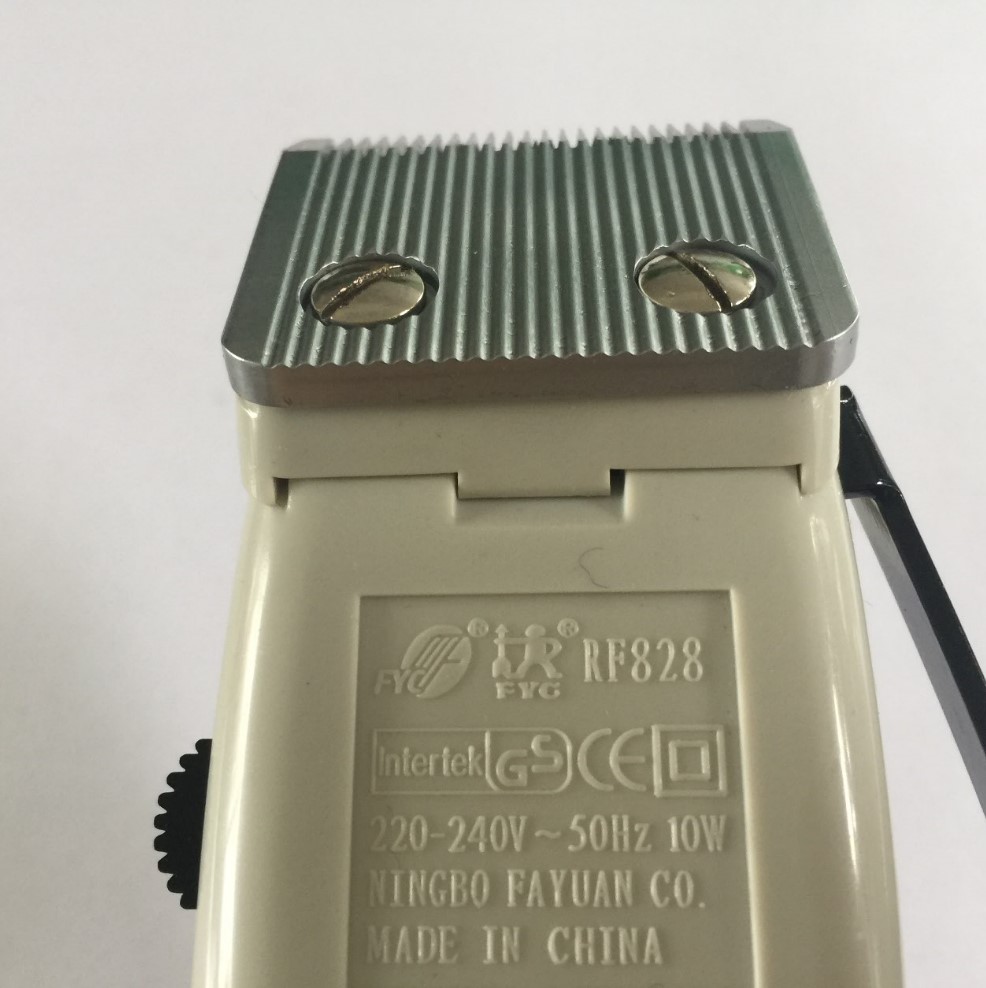 FYC® FYC® RF828
Intertek GS CE
220-240V~50Hz 10W
NINGBO FAYUAN CO.
MADE IN CHINA